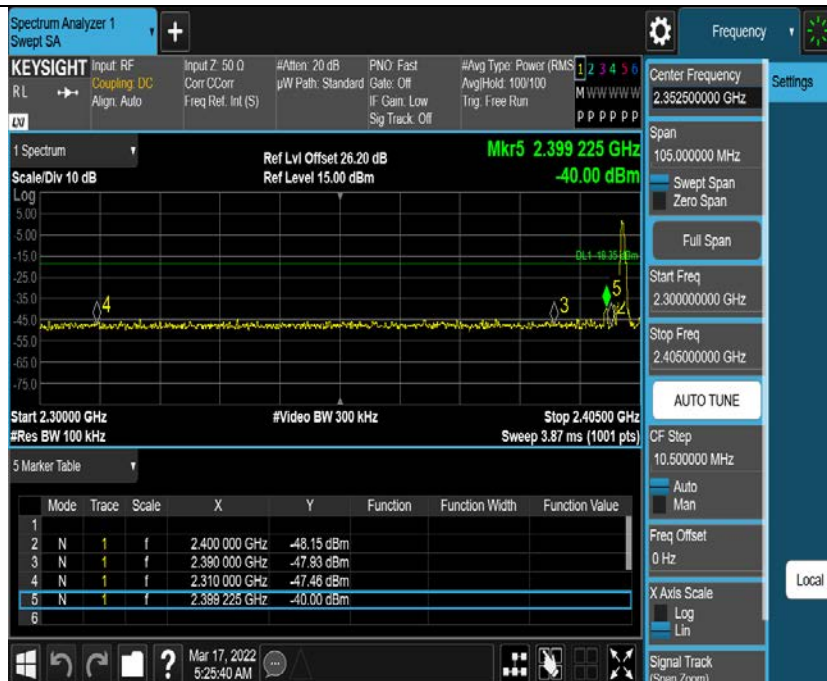 Spectrum Analyzer 1
Swept SA
+
Frequency
KEYSIGHT
RL
LXI
Input: RF
Coupling: DC
Align: Auto
Input Z: 50 Ω
Corr CCorr
Freq Ref: Int (S)
#Atten: 20 dB
µW Path: Standard
PNO: Fast
Gate: Off
IF Gain: Low
Sig Track: Off
#Avg Type: Power (RMS
Avg|Hold: 100/100
Trig: Free Run
1 2 3 4 5 6
M W W W W W
P P P P P P
Center Frequency
2.352500000 GHz
Settings
Span
105.000000 MHz
Swept Span
Zero Span
Full Span
Start Freq
2.300000000 GHz
Stop Freq
2.405000000 GHz
AUTO TUNE
CF Step
10.500000 MHz
Auto
Man
Freq Offset
0 Hz
X Axis Scale
Log
Lin
Signal Track
(Span Zoom)
Local
1 Spectrum
Scale/Div 10 dB
Ref Lvl Offset 26.20 dB
Ref Level 15.00 dBm
Mkr5 2.399 225 GHz
-40.00 dBm
Log
5.00
-5.00
-15.0
-25.0
-35.0
-45.0
-55.0
-65.0
-75.0
DL1 -18.35 dBm
4
3
5
2
Start 2.30000 GHz
#Res BW 100 kHz
#Video BW 300 kHz
Stop 2.40500 GHz
Sweep 3.87 ms (1001 pts)
5 Marker Table
Mode Trace Scale X Y Function Function Width Function Value
1
2 N 1 f 2.400 000 GHz -48.15 dBm
3 N 1 f 2.390 000 GHz -47.93 dBm
4 N 1 f 2.310 000 GHz -47.46 dBm
5 N 1 f 2.399 225 GHz -40.00 dBm
6
?
Mar 17, 2022
5:25:40 AM